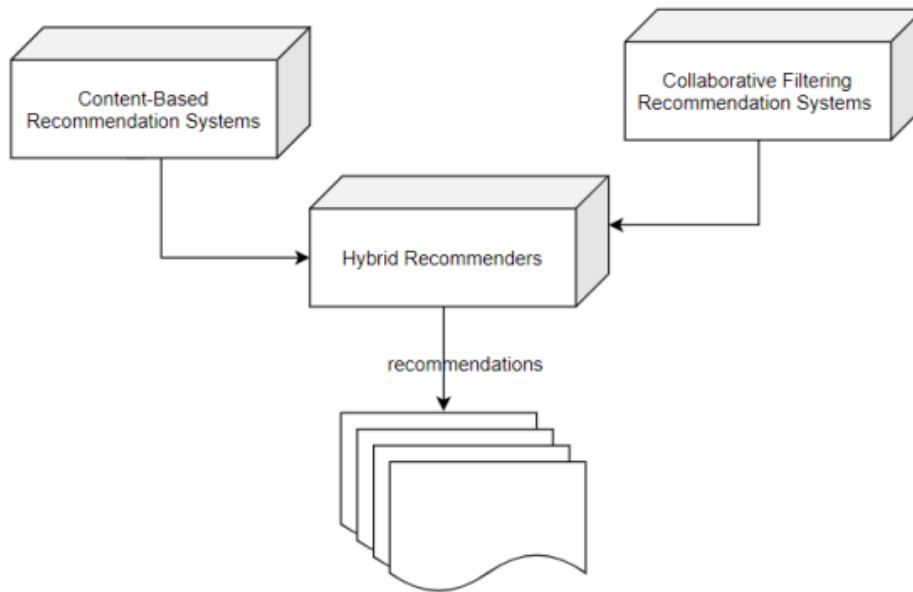 Content-Based
Recommendation Systems
Collaborative Filtering
Recommendation Systems
Hybrid Recommenders
recommendations